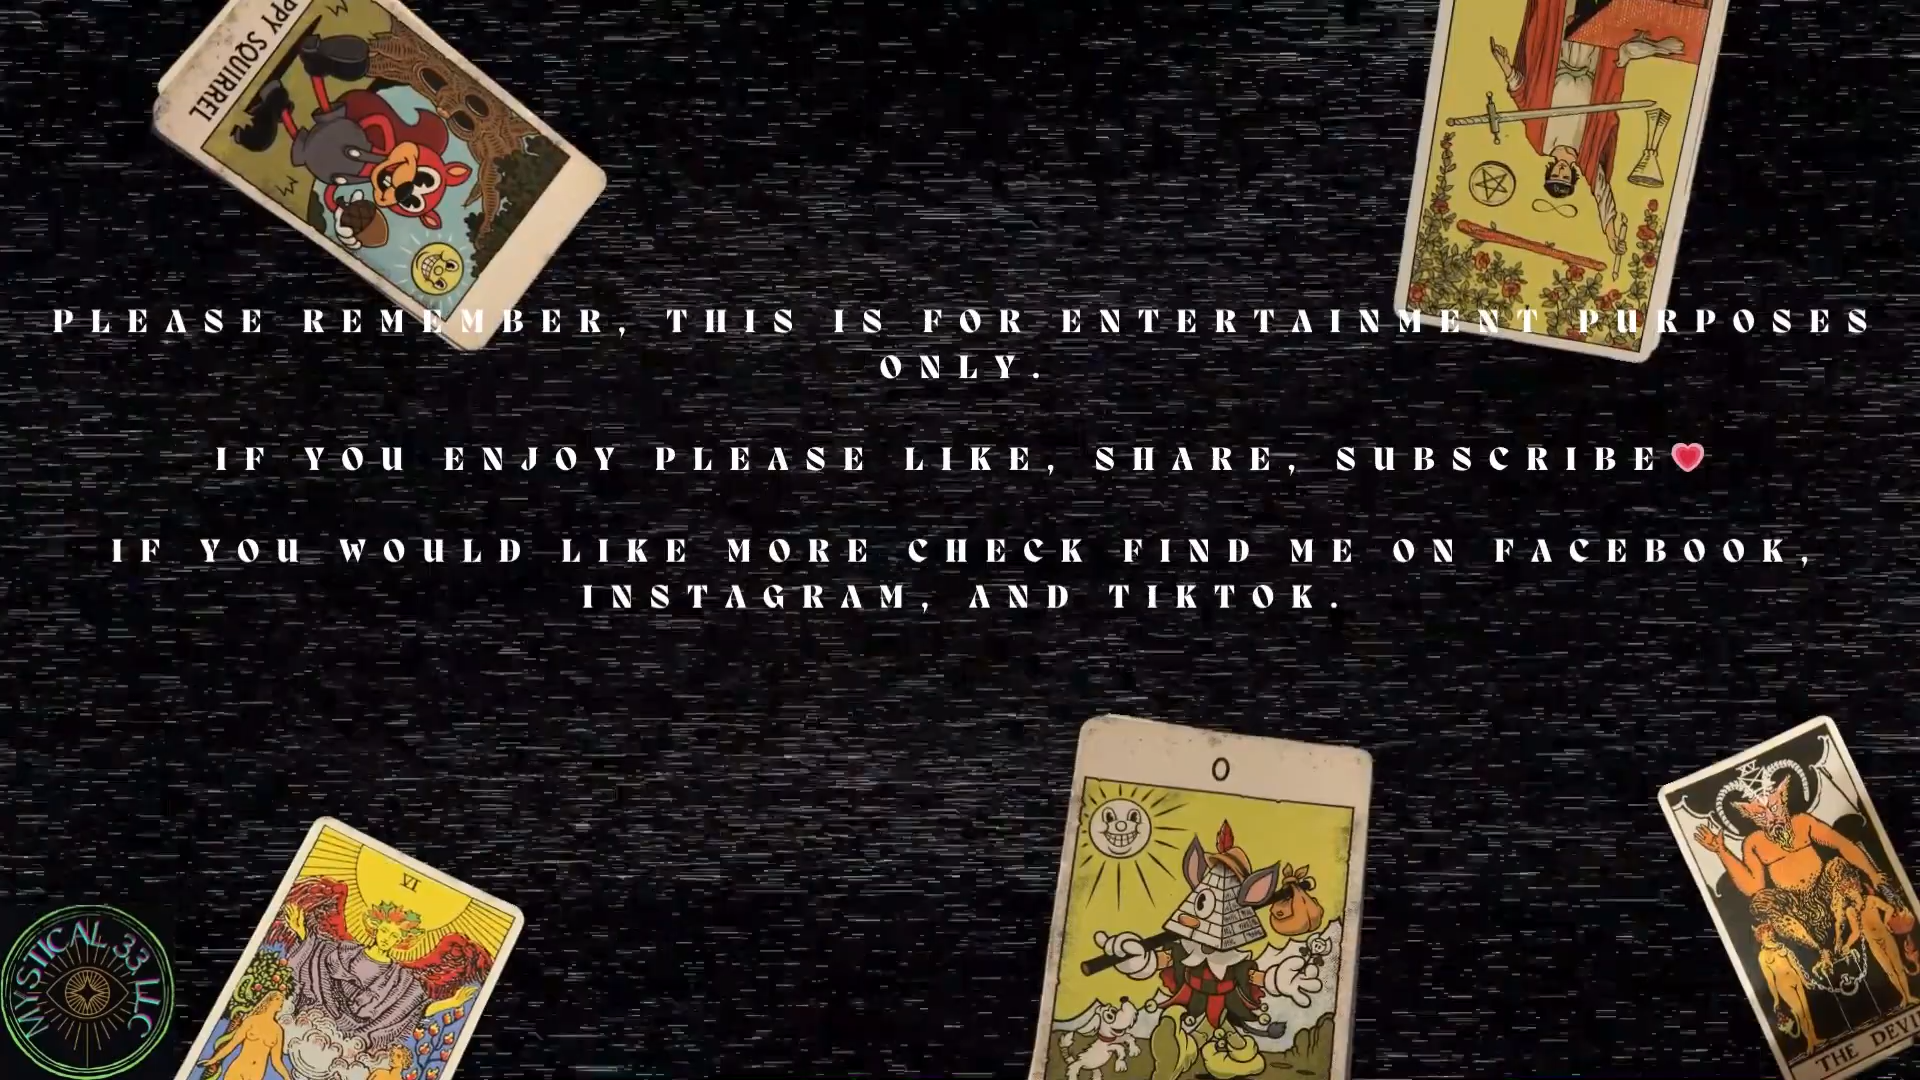 PPY SQUIRREL
PLEASE REMEMBER, THIS IS FOR ENTERTAINMENT PURPOSES
ONLY.
IF YOU ENJOY PLEASE LIKE, SHARE, SUBSCRIBE
IF YOU WOULD LIKE MORE CHECK FIND ME ON FACEBOOK,
INSTAGRAM, AND TIKTOK.
0
VI
XV
THE DEVI
MYSTICAL 33, LLC